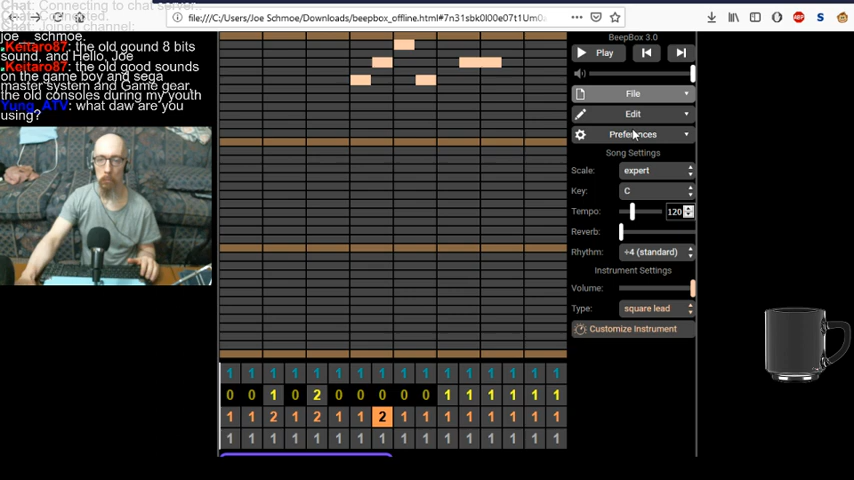 Chat: Connecting to chat server...
Chat: Connected.
Chat: Joined channel:
joe__schmoe.
Keitaro87: the old gound 8 bits
sound, and Hello, Joe
Keitaro87: the old good sounds
on the game boy and sega
master system and Game gear,
the old consoles during my youth
Yung_ATV: what daw are you
using?
file:///C:/Users/Joe Schmoe/Downloads/beepbox_offline.html#7n31sbk0l00e07t1Um0
BeepBox 3.0
Play
File
Edit
Preferences
Song Settings
Scale: expert
Key: C
Tempo: 120
Reverb:
Rhythm: ÷4 (standard)
Instrument Settings
Volume:
Type: square lead
Customize Instrument
1 1 1 1 1 1 1 1 1 1 1 1 1 1 1 1
0 0 1 0 2 0 0 0 0 0 1 1 1 1 1 1
1 1 2 1 2 1 1 2 1 1 1 1 1 1 1 1
1 1 1 1 1 1 1 1 1 1 1 1 1 1 1 1